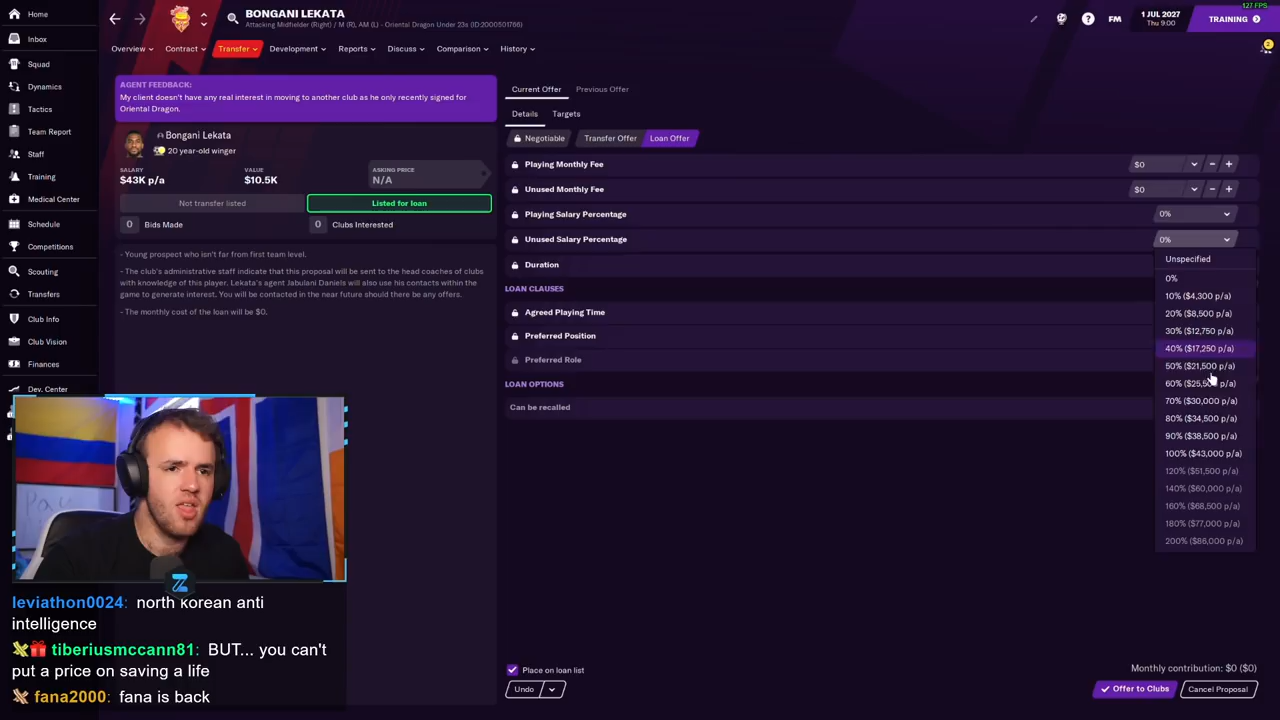 127 FPS
Home
BONGANI LEKATA
Attacking Midfielder (Right) / M (R), AM (L) - Oriental Dragon Under 23s (ID:2000501766)
FM
1 JUL 2027
Thu 9:00
TRAINING
Inbox
Squad
Dynamics
Tactics
Team Report
Staff
Training
Medical Center
Schedule
Competitions
Scouting
Transfers
Club Info
Club Vision
Finances
Dev. Center
Overview
Contract
Transfer
Development
Reports
Discuss
Comparison
History
2
AGENT FEEDBACK:
My client doesn't have any real interest in moving to another club as he only recently signed for
Oriental Dragon.
Bongani Lekata
20 year-old winger
SALARY
$43K p/a
VALUE
$10.5K
ASKING PRICE
N/A
Not transfer listed
Listed for loan
0 Bids Made
0 Clubs Interested
- Young prospect who isn't far from first team level.
- The club's administrative staff indicate that this proposal will be sent to the head coaches of clubs
with knowledge of this player. Lekata's agent Jabulani Daniels will also use his contacts within the
game to generate interest. You will be contacted in the near future should there be any offers.
- The monthly cost of the loan will be $0.
Current Offer
Previous Offer
Details
Targets
Negotiable
Transfer Offer
Loan Offer
Playing Monthly Fee
$0
Unused Monthly Fee
$0
Playing Salary Percentage
0%
Unused Salary Percentage
0%
Duration
LOAN CLAUSES
Agreed Playing Time
Preferred Position
Preferred Role
LOAN OPTIONS
Can be recalled
Unspecified
0%
10% ($4,300 p/a)
20% ($8,500 p/a)
30% ($12,750 p/a)
40% ($17,250 p/a)
50% ($21,500 p/a)
60% ($25,500 p/a)
70% ($30,000 p/a)
80% ($34,500 p/a)
90% ($38,500 p/a)
100% ($43,000 p/a)
120% ($51,500 p/a)
140% ($60,000 p/a)
160% ($68,500 p/a)
180% ($77,000 p/a)
200% ($86,000 p/a)
leviathon0024: north korean anti
intelligence
tiberiusmccann81: BUT... you can't
put a price on saving a life
fana2000: fana is back
Place on loan list
Undo
Monthly contribution: $0 ($0)
Offer to Clubs
Cancel Proposal